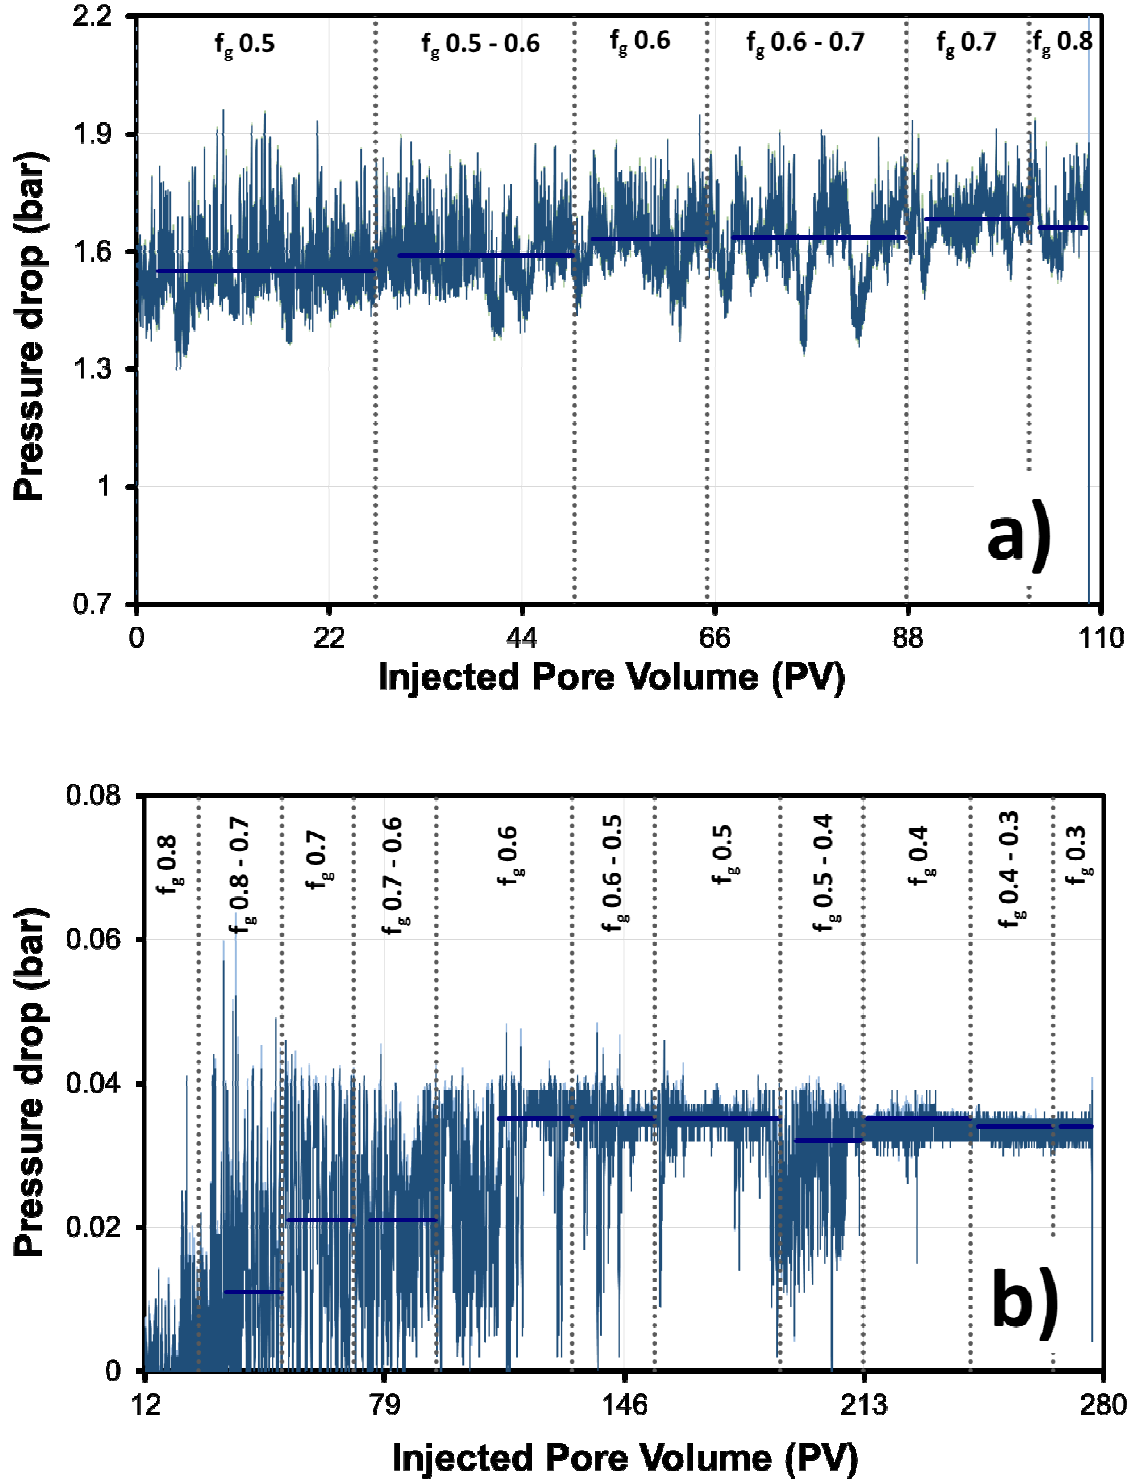 2.2
f_g 0.5
f_g 0.5 - 0.6
f_g 0.6
f_g 0.6 - 0.7
f_g 0.7
f_g 0.8
1.9
1.6
1.3
1
0.7
Pressure drop (bar)
a)
0
22
44
66
88
110
Injected Pore Volume (PV)
0.08
f_g 0.8
f_g 0.8 - 0.7
f_g 0.7
f_g 0.7 - 0.6
f_g 0.6
f_g 0.6 - 0.5
f_g 0.5
f_g 0.5 - 0.4
f_g 0.4
f_g 0.4 - 0.3
f_g 0.3
0.06
0.04
0.02
0
Pressure drop (bar)
b)
12
79
146
213
280
Injected Pore Volume (PV)